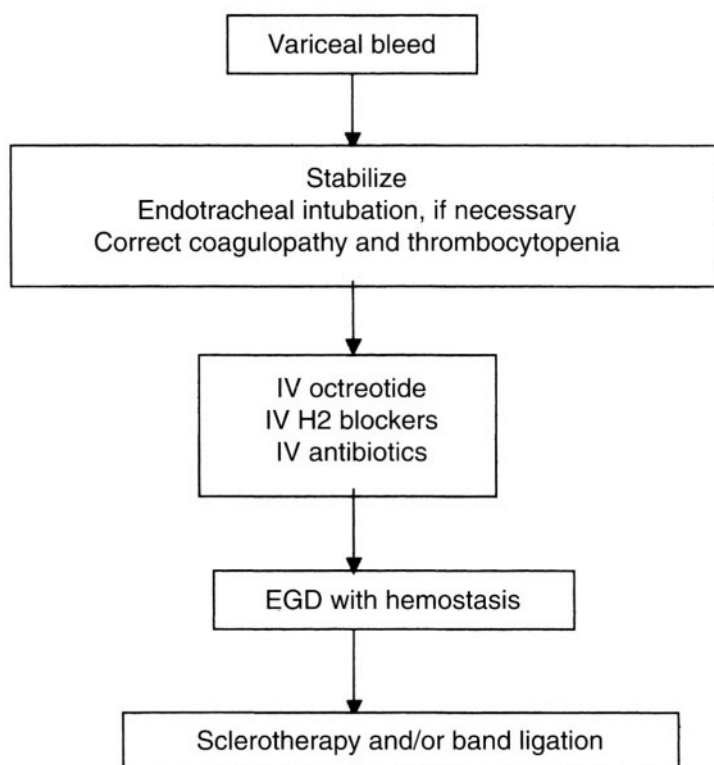 Variceal bleed
Stabilize
Endotracheal intubation, if necessary
Correct coagulopathy and thrombocytopenia
IV octreotide
IV H2 blockers
IV antibiotics
EGD with hemostasis
Sclerotherapy and/or band ligation